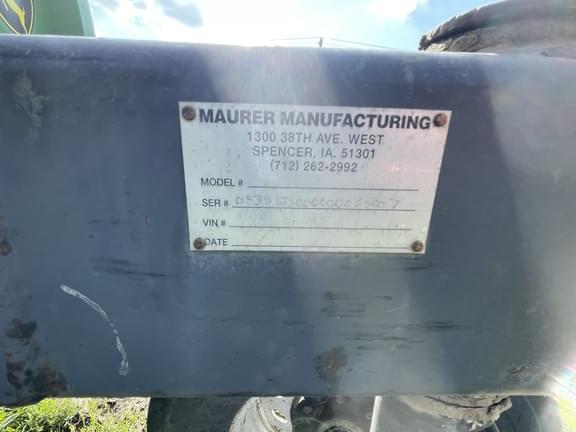 MAURER MANUFACTURING
1300 38TH AVE. WEST
SPENCER, IA. 51301
(712) 262-2992
MODEL #
SER #
VIN #
DATE